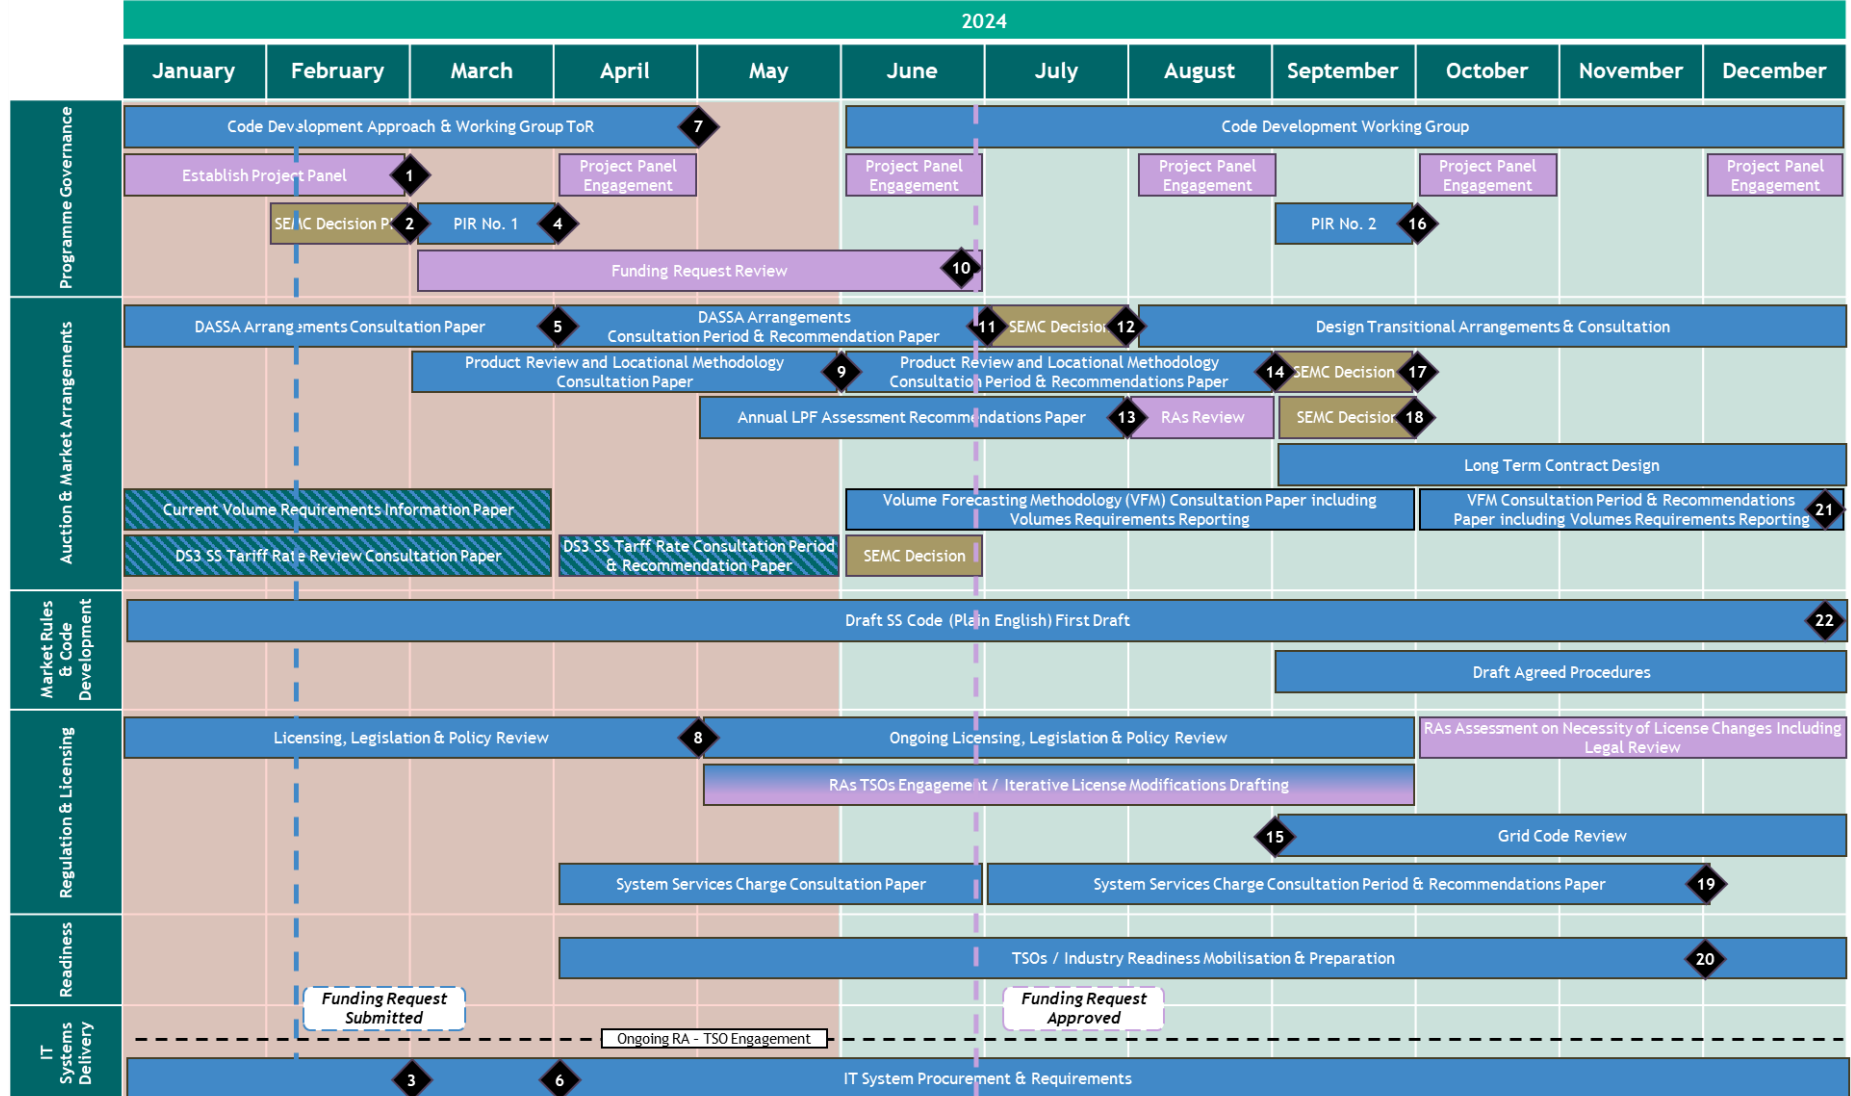 2024
January February March April May June July August September October November December
Programme Governance
Code Development Approach & Working Group ToR
7
Code Development Working Group
Establish Project Panel
1
Project Panel
Engagement
Project Panel
Engagement
Project Panel
Engagement
Project Panel
Engagement
Project Panel
Engagement
SEMC Decision
2
PIR No. 1
4
PIR No. 2
16
Funding Request Review
10
Auction & Market Arrangements
DASSA Arrangements Consultation Paper
5
DASSA Arrangements
Consultation Period & Recommendation Paper
11
SEMC Decision
12
Design Transitional Arrangements & Consultation
Product Review and Locational Methodology
Consultation Paper
9
Product Review and Locational Methodology
Consultation Period & Recommendations Paper
14
SEMC Decision
17
Annual LPF Assessment Recommendations Paper
13
RAs Review
SEMC Decision
18
Long Term Contract Design
Current Volume Requirements Information Paper
Volume Forecasting Methodology (VFM) Consultation Paper including
Volumes Requirements Reporting
VFM Consultation Period & Recommendations
Paper including Volumes Requirements Reporting
21
DS3 SS Tariff Rate Review Consultation Paper
DS3 SS Tarff Rate Consultation Period
& Recommendation Paper
SEMC Decision
Market Rules
& Code
Development
Draft SS Code (Plain English) First Draft
22
Draft Agreed Procedures
Regulation & Licensing
Licensing, Legislation & Policy Review
8
Ongoing Licensing, Legislation & Policy Review
RAs Assessment on Necessity of License Changes Including
Legal Review
RAs TSOs Engagement / Iterative License Modifications Drafting
15
Grid Code Review
System Services Charge Consultation Paper
System Services Charge Consultation Period & Recommendations Paper
19
Readiness
TSOs / Industry Readiness Mobilisation & Preparation
20
Funding Request
Submitted
Funding Request
Approved
IT
Systems
Delivery
Ongoing RA - TSO Engagement
3
6
IT System Procurement & Requirements